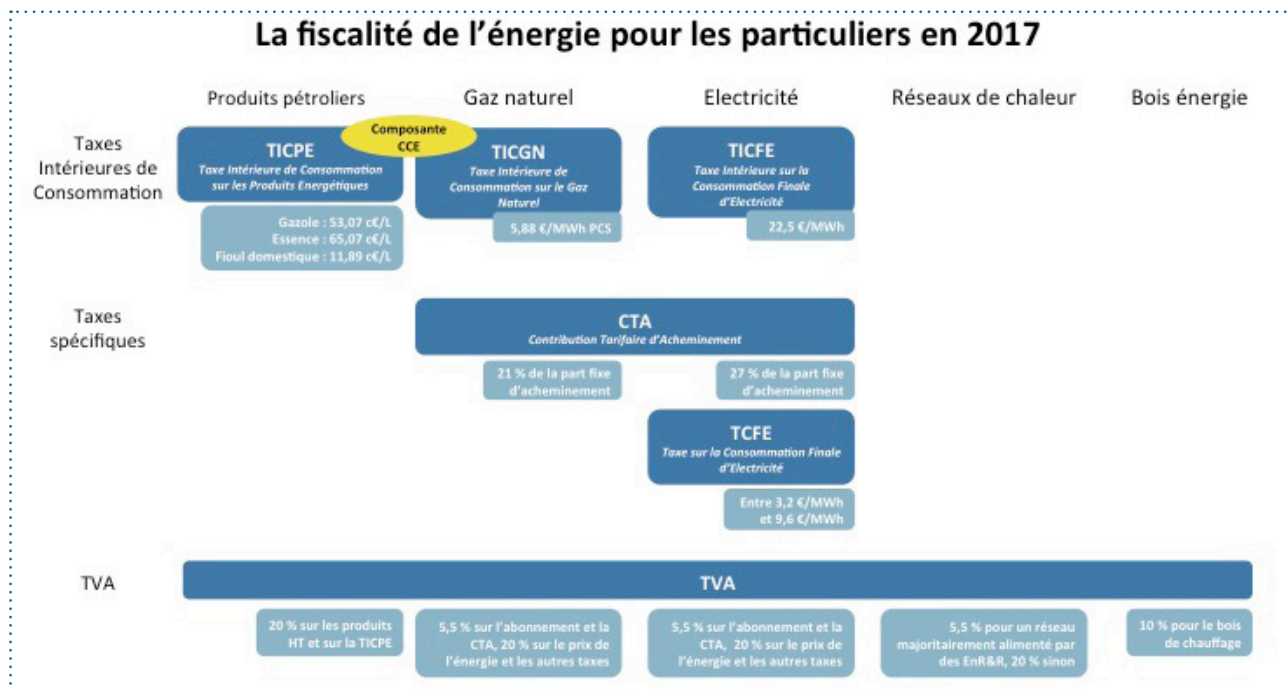 La fiscalité de l'énergie pour les particuliers en 2017
Produits pétroliers
Gaz naturel
Electricité
Réseaux de chaleur
Bois énergie
Taxes
Intérieures de
Consommation
TICPE
Taxe Intérieure de Consommation
sur les Produits Energétiques
Composante
CCE
TICGN
Taxe Intérieure de
Consommation sur le Gaz
Naturel
TICFE
Taxe Intérieure sur la
Consommation Finale
d'Electricité
Gazole : 53,07 c€/L
Essence : 65,07 c€/L
Fioul domestique : 11,89 c€/L
5,88 €/MWh PCS
22,5 €/MWh
Taxes
spécifiques
CTA
Contribution Tarifaire d'Acheminement
21 % de la part fixe
d'acheminement
27 % de la part fixe
d'acheminement
TCFE
Taxe sur la Consommation Finale
d'Electricité
Entre 3,2 €/MWh
et 9,6 €/MWh
TVA
TVA
20 % sur les produits
HT et sur la TICPE
5,5 % sur l'abonnement et la
CTA, 20 % sur le prix de
l'énergie et les autres taxes
5,5 % sur l'abonnement et la
CTA, 20 % sur le prix de
l'énergie et les autres taxes
5,5 % pour un réseau
majoritairement alimenté par
des EnR&R, 20 % sinon
10 % pour le bois
de chauffage